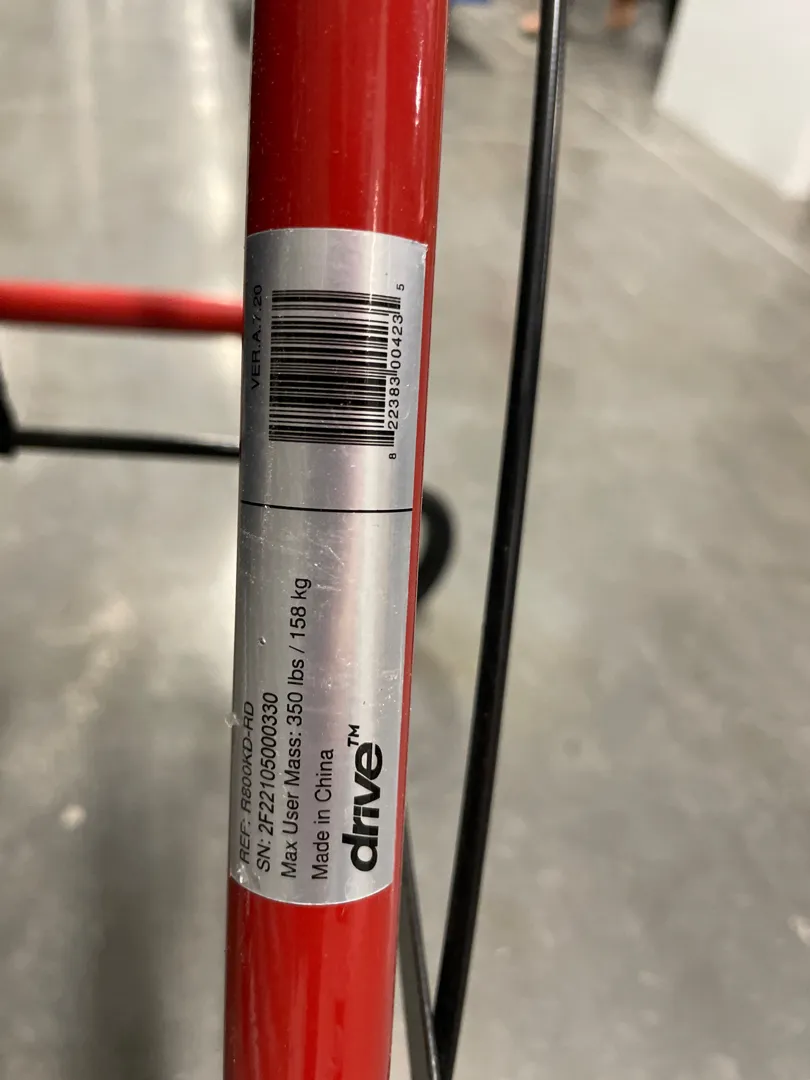 VER.A.7.20
8 22383 00423 5
REF: R800KD-RD
SN: 2F22105000330
Max User Mass: 350 lbs / 158 kg
Made in China
drive™